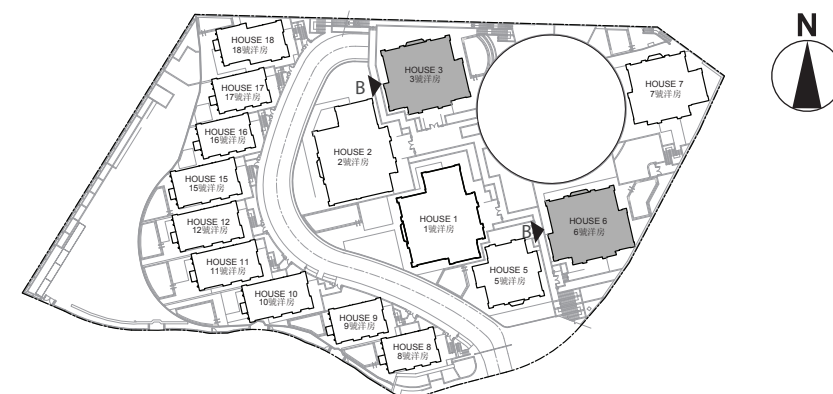 N
HOUSE 18
18號洋房
HOUSE 17
17號洋房
HOUSE 16
16號洋房
HOUSE 15
15號洋房
HOUSE 12
12號洋房
HOUSE 11
11號洋房
HOUSE 10
10號洋房
HOUSE 9
9號洋房
HOUSE 8
8號洋房
HOUSE 3
3號洋房
B
HOUSE 2
2號洋房
HOUSE 1
1號洋房
HOUSE 5
5號洋房
B
HOUSE 6
6號洋房
HOUSE 7
7號洋房